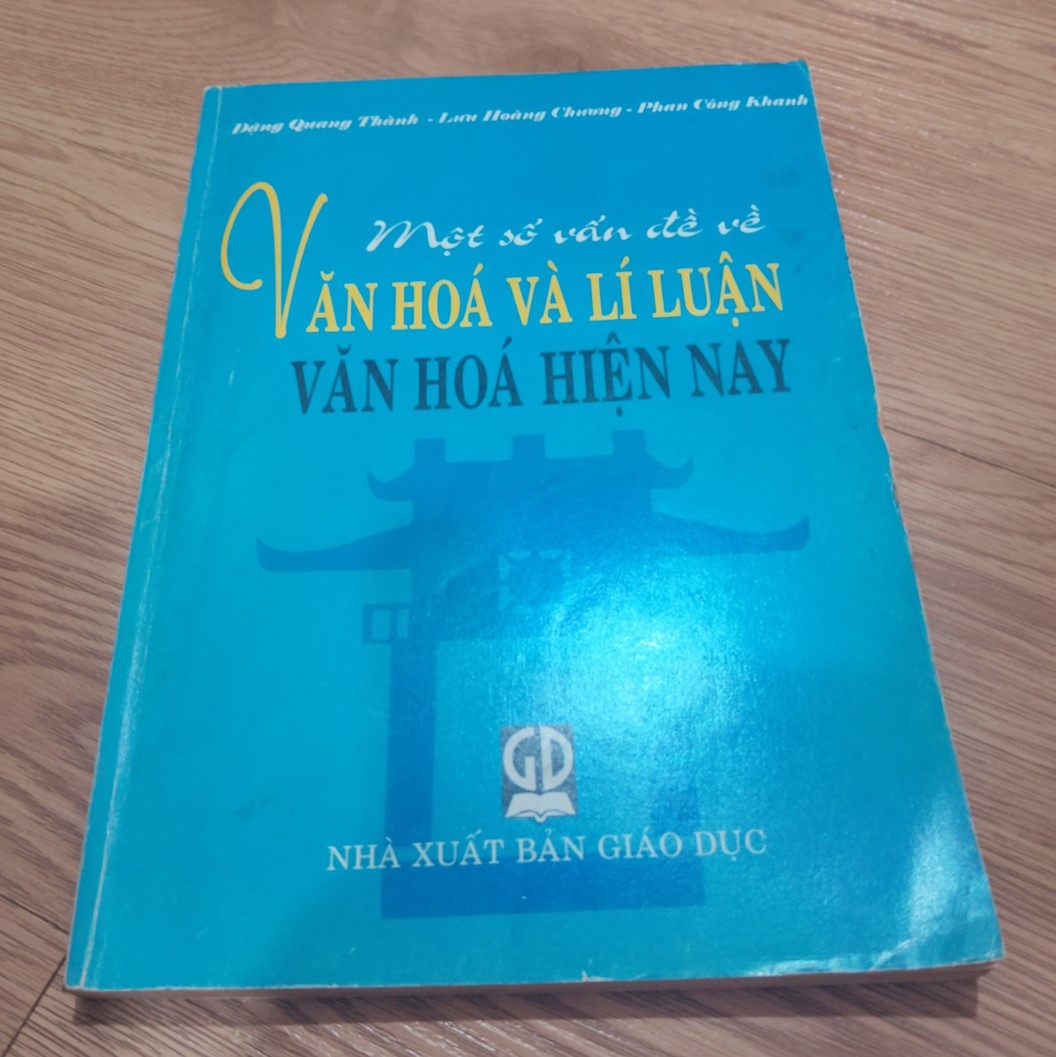 Đặng Quang Thành - Lưu Hoàng Chương - Phan Công Khanh
Một số vấn đề về
VĂN HOÁ VÀ LÍ LUẬN
VĂN HOÁ HIỆN NAY
GD
NHÀ XUẤT BẢN GIÁO DỤC